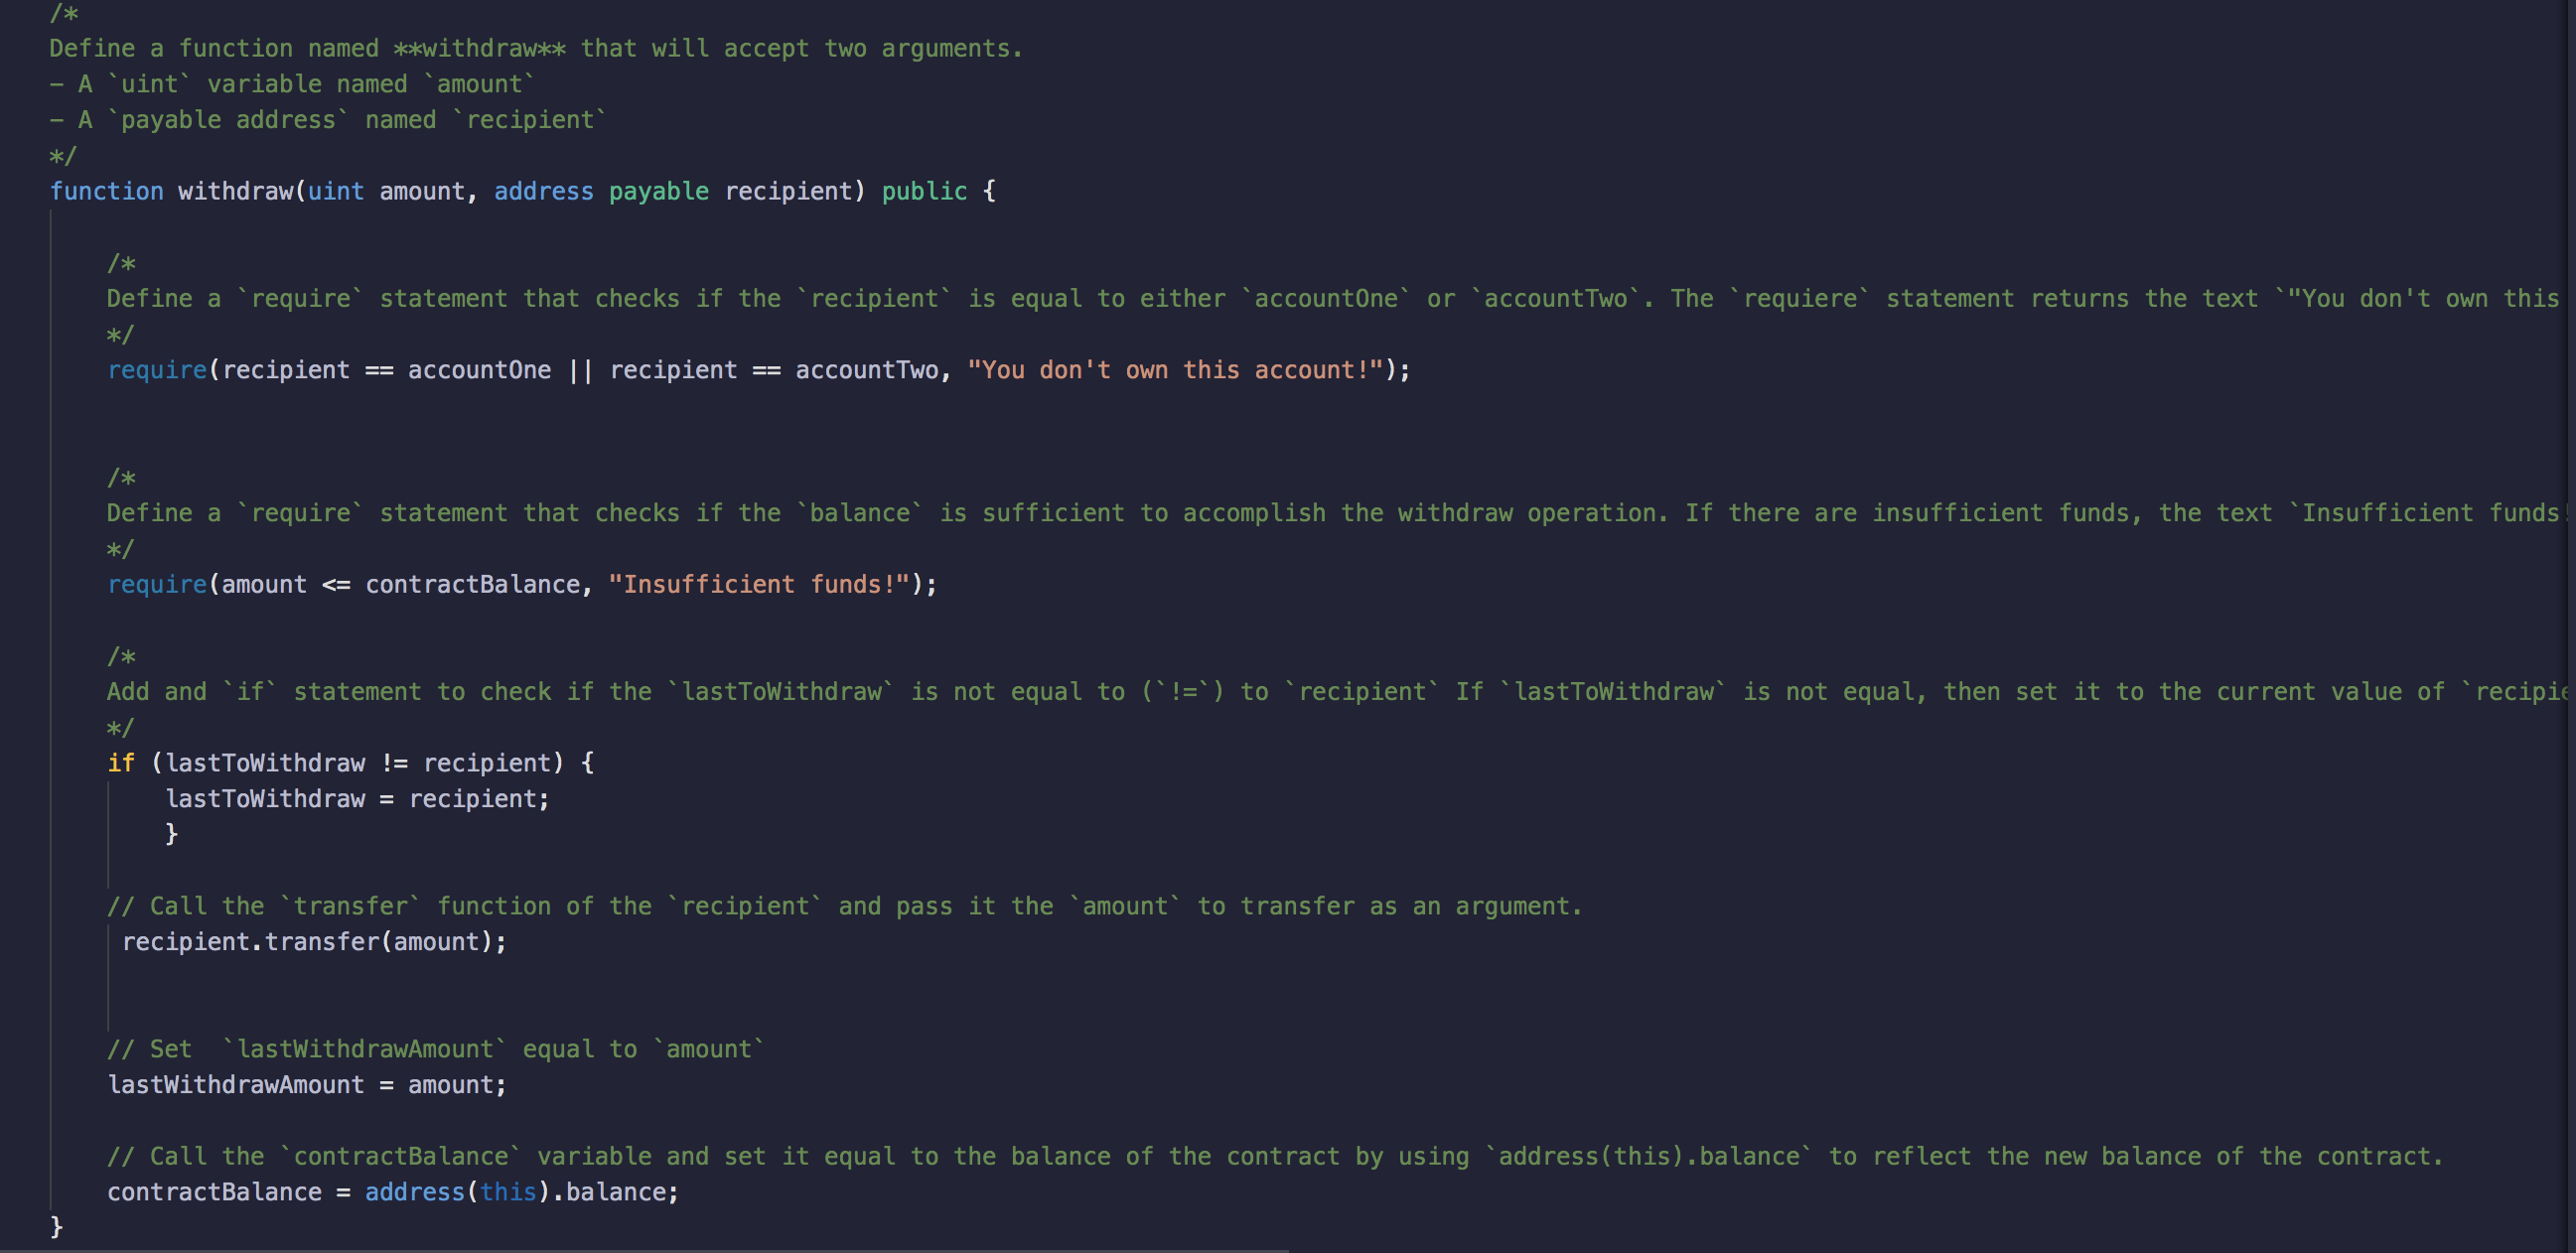 /*
Define a function named **withdraw** that will accept two arguments.
- A `uint` variable named `amount`
- A `payable address` named `recipient`
*/
function withdraw(uint amount, address payable recipient) public {
/*
Define a `require` statement that checks if the `recipient` is equal to either `accountOne` or `accountTwo`. The `requiere` statement returns the text `"You don't own this
*/
require(recipient == accountOne || recipient == accountTwo, "You don't own this account!");
/*
Define a `require` statement that checks if the `balance` is sufficient to accomplish the withdraw operation. If there are insufficient funds, the text `Insufficient funds!
*/
require(amount <= contractBalance, "Insufficient funds!");
/*
Add and `if` statement to check if the `lastToWithdraw` is not equal to (`!=`) to `recipient` If `lastToWithdraw` is not equal, then set it to the current value of `recipie
*/
if (lastToWithdraw != recipient) {
lastToWithdraw = recipient;
}
// Call the `transfer` function of the `recipient` and pass it the `amount` to transfer as an argument.
recipient.transfer(amount);
// Set  `lastWithdrawAmount` equal to `amount`
lastWithdrawAmount = amount;
// Call the `contractBalance` variable and set it equal to the balance of the contract by using `address(this).balance` to reflect the new balance of the contract.
contractBalance = address(this).balance;
}